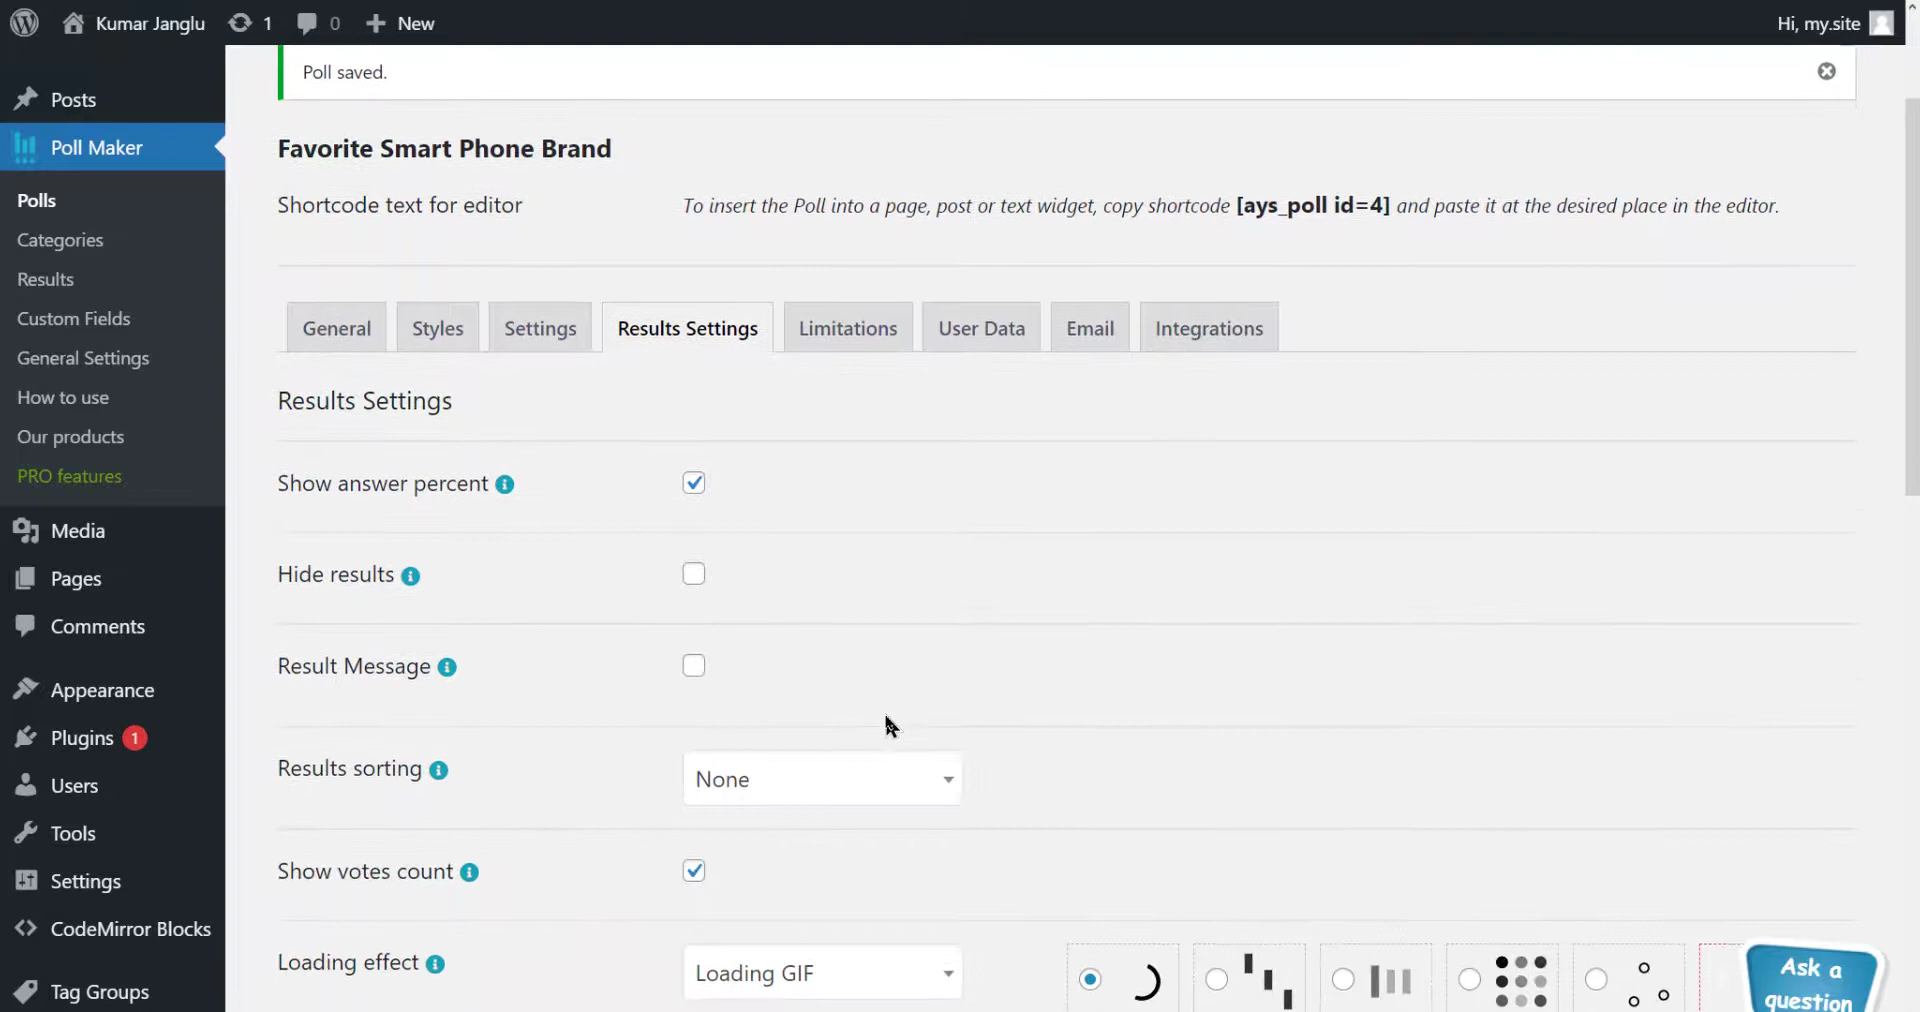 Kumar Janglu 1 0 New Hi, my.site
Poll saved.
Posts
Poll Maker
Polls
Categories
Results
Custom Fields
General Settings
How to use
Our products
PRO features
Media
Pages
Comments
Appearance
Plugins 1
Users
Tools
Settings
CodeMirror Blocks
Tag Groups
Favorite Smart Phone Brand
Shortcode text for editor To insert the Poll into a page, post or text widget, copy shortcode [ays_poll id=4] and paste it at the desired place in the editor.
General Styles Settings Results Settings Limitations User Data Email Integrations
Results Settings
Show answer percent
Hide results
Result Message
Results sorting None
Show votes count
Loading effect Loading GIF
Ask a
question